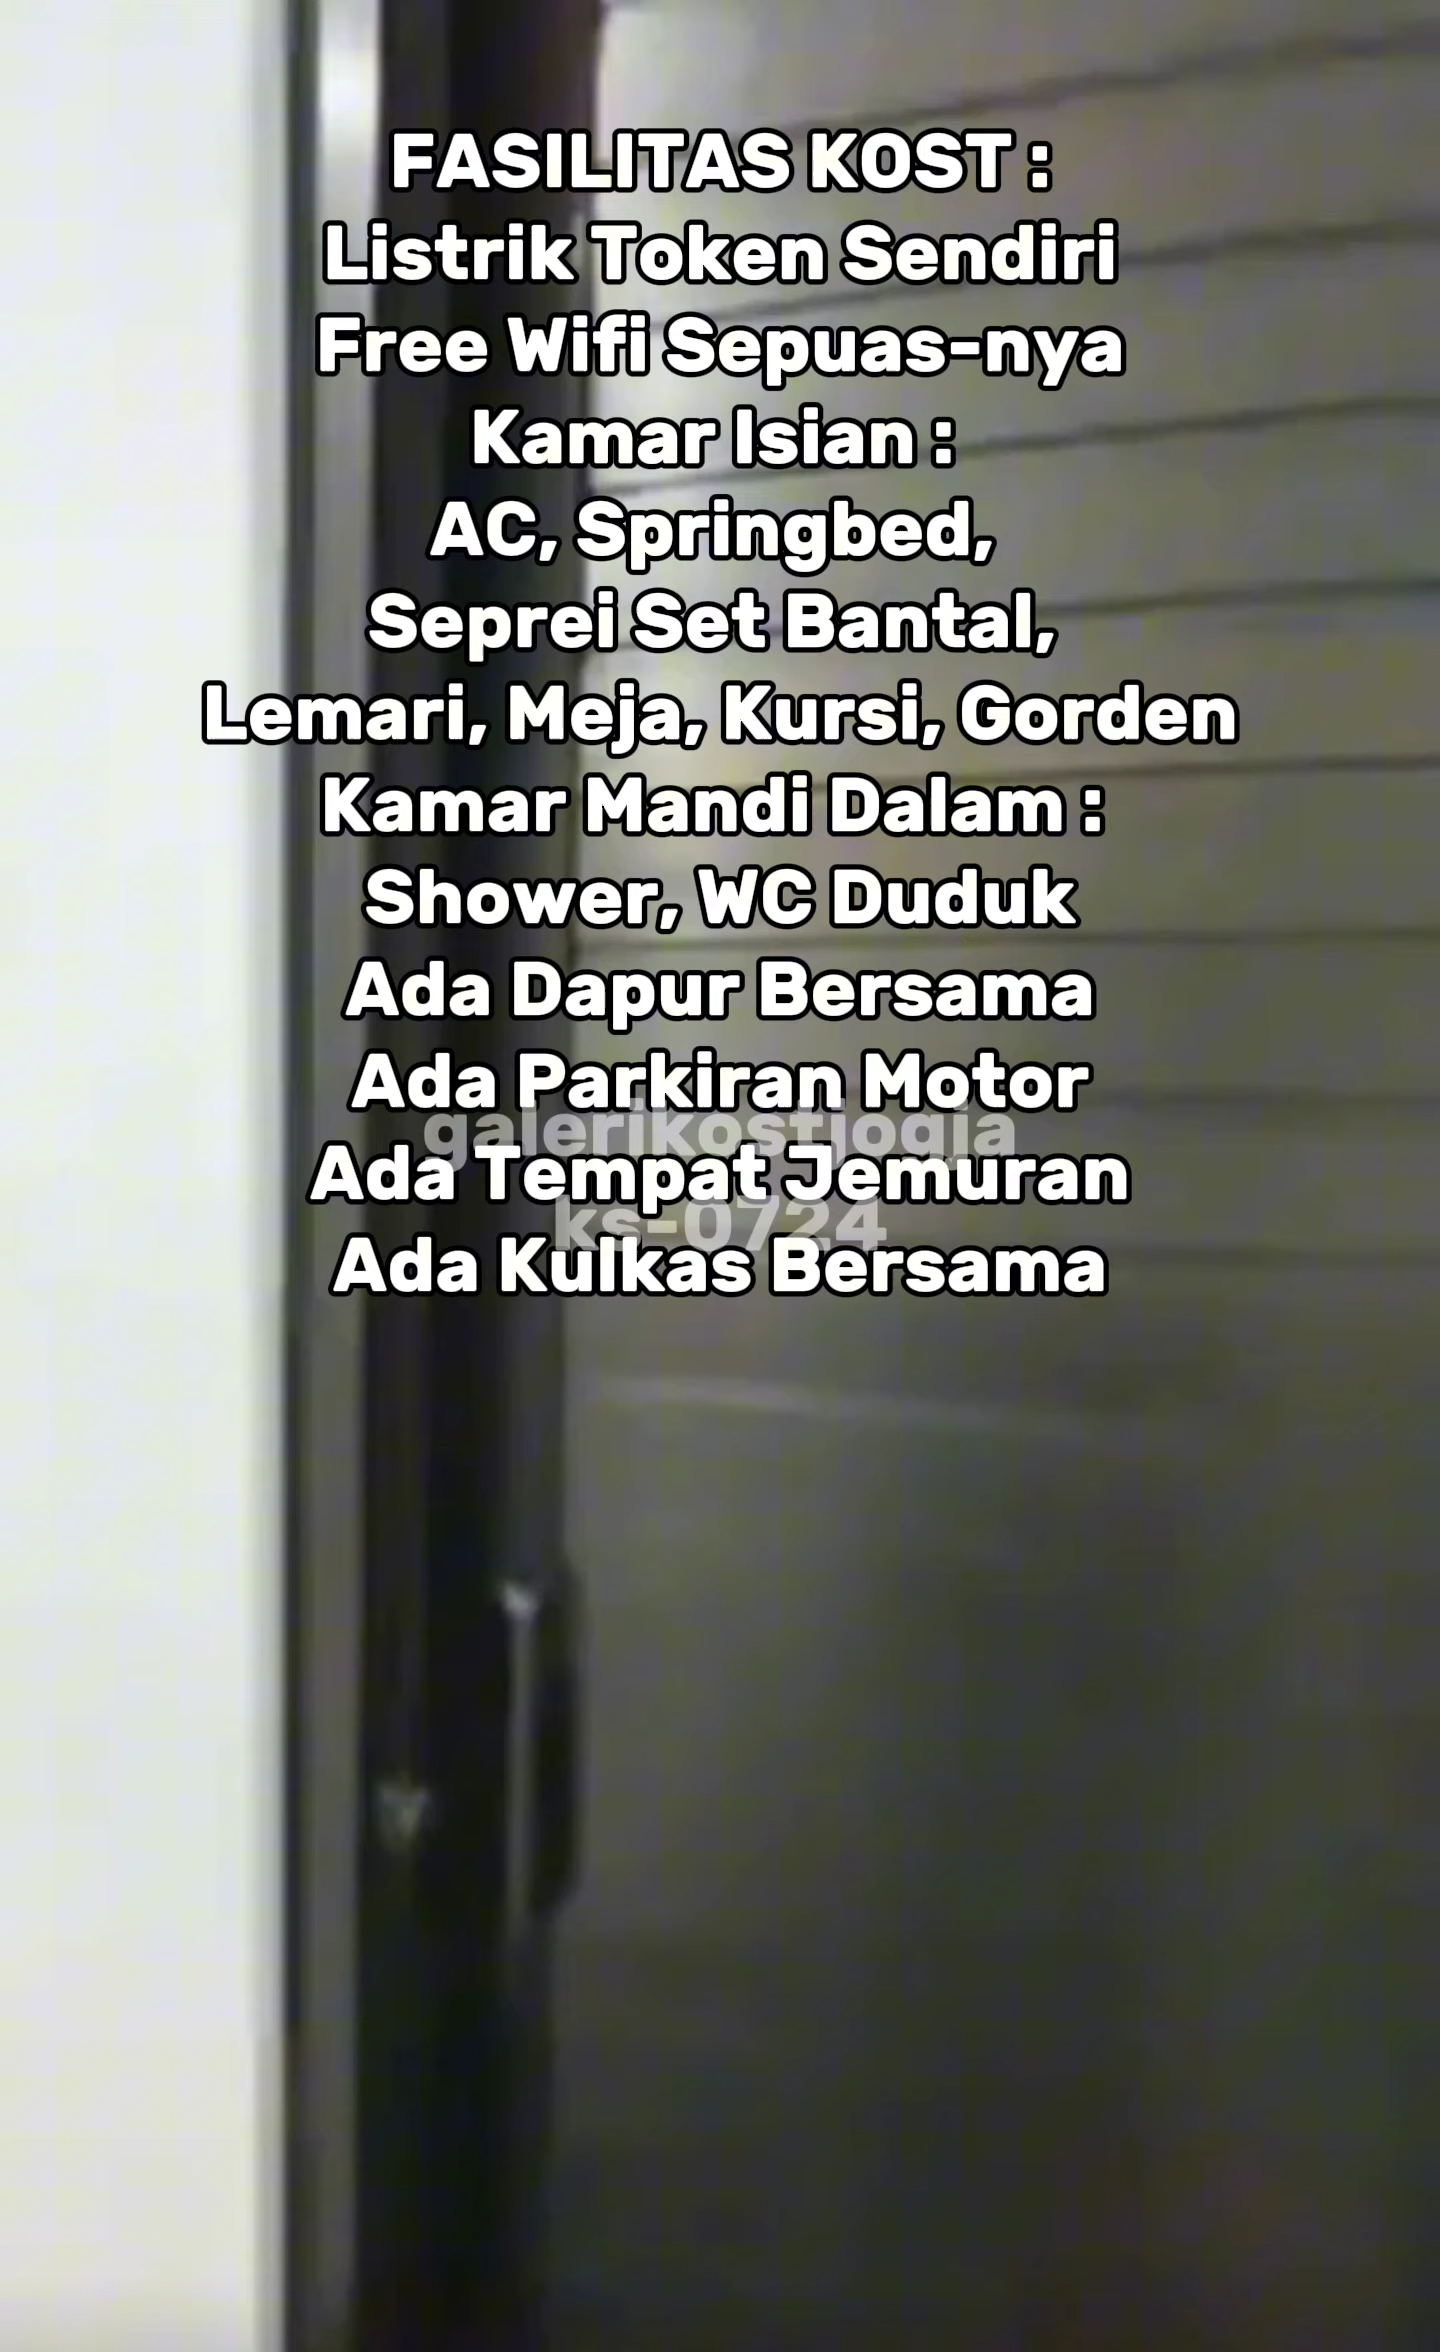 FASILITAS KOST :
Listrik Token Sendiri
Free Wifi Sepuas-nya
Kamar Isian :
AC, Springbed,
Seprei Set Bantal,
Lemari, Meja, Kursi, Gorden
Kamar Mandi Dalam :
Shower, WC Duduk
Ada Dapur Bersama
Ada Parkiran Motor
galerikostjogja
Ada Tempat Jemuran
ks-0724
Ada Kulkas Bersama